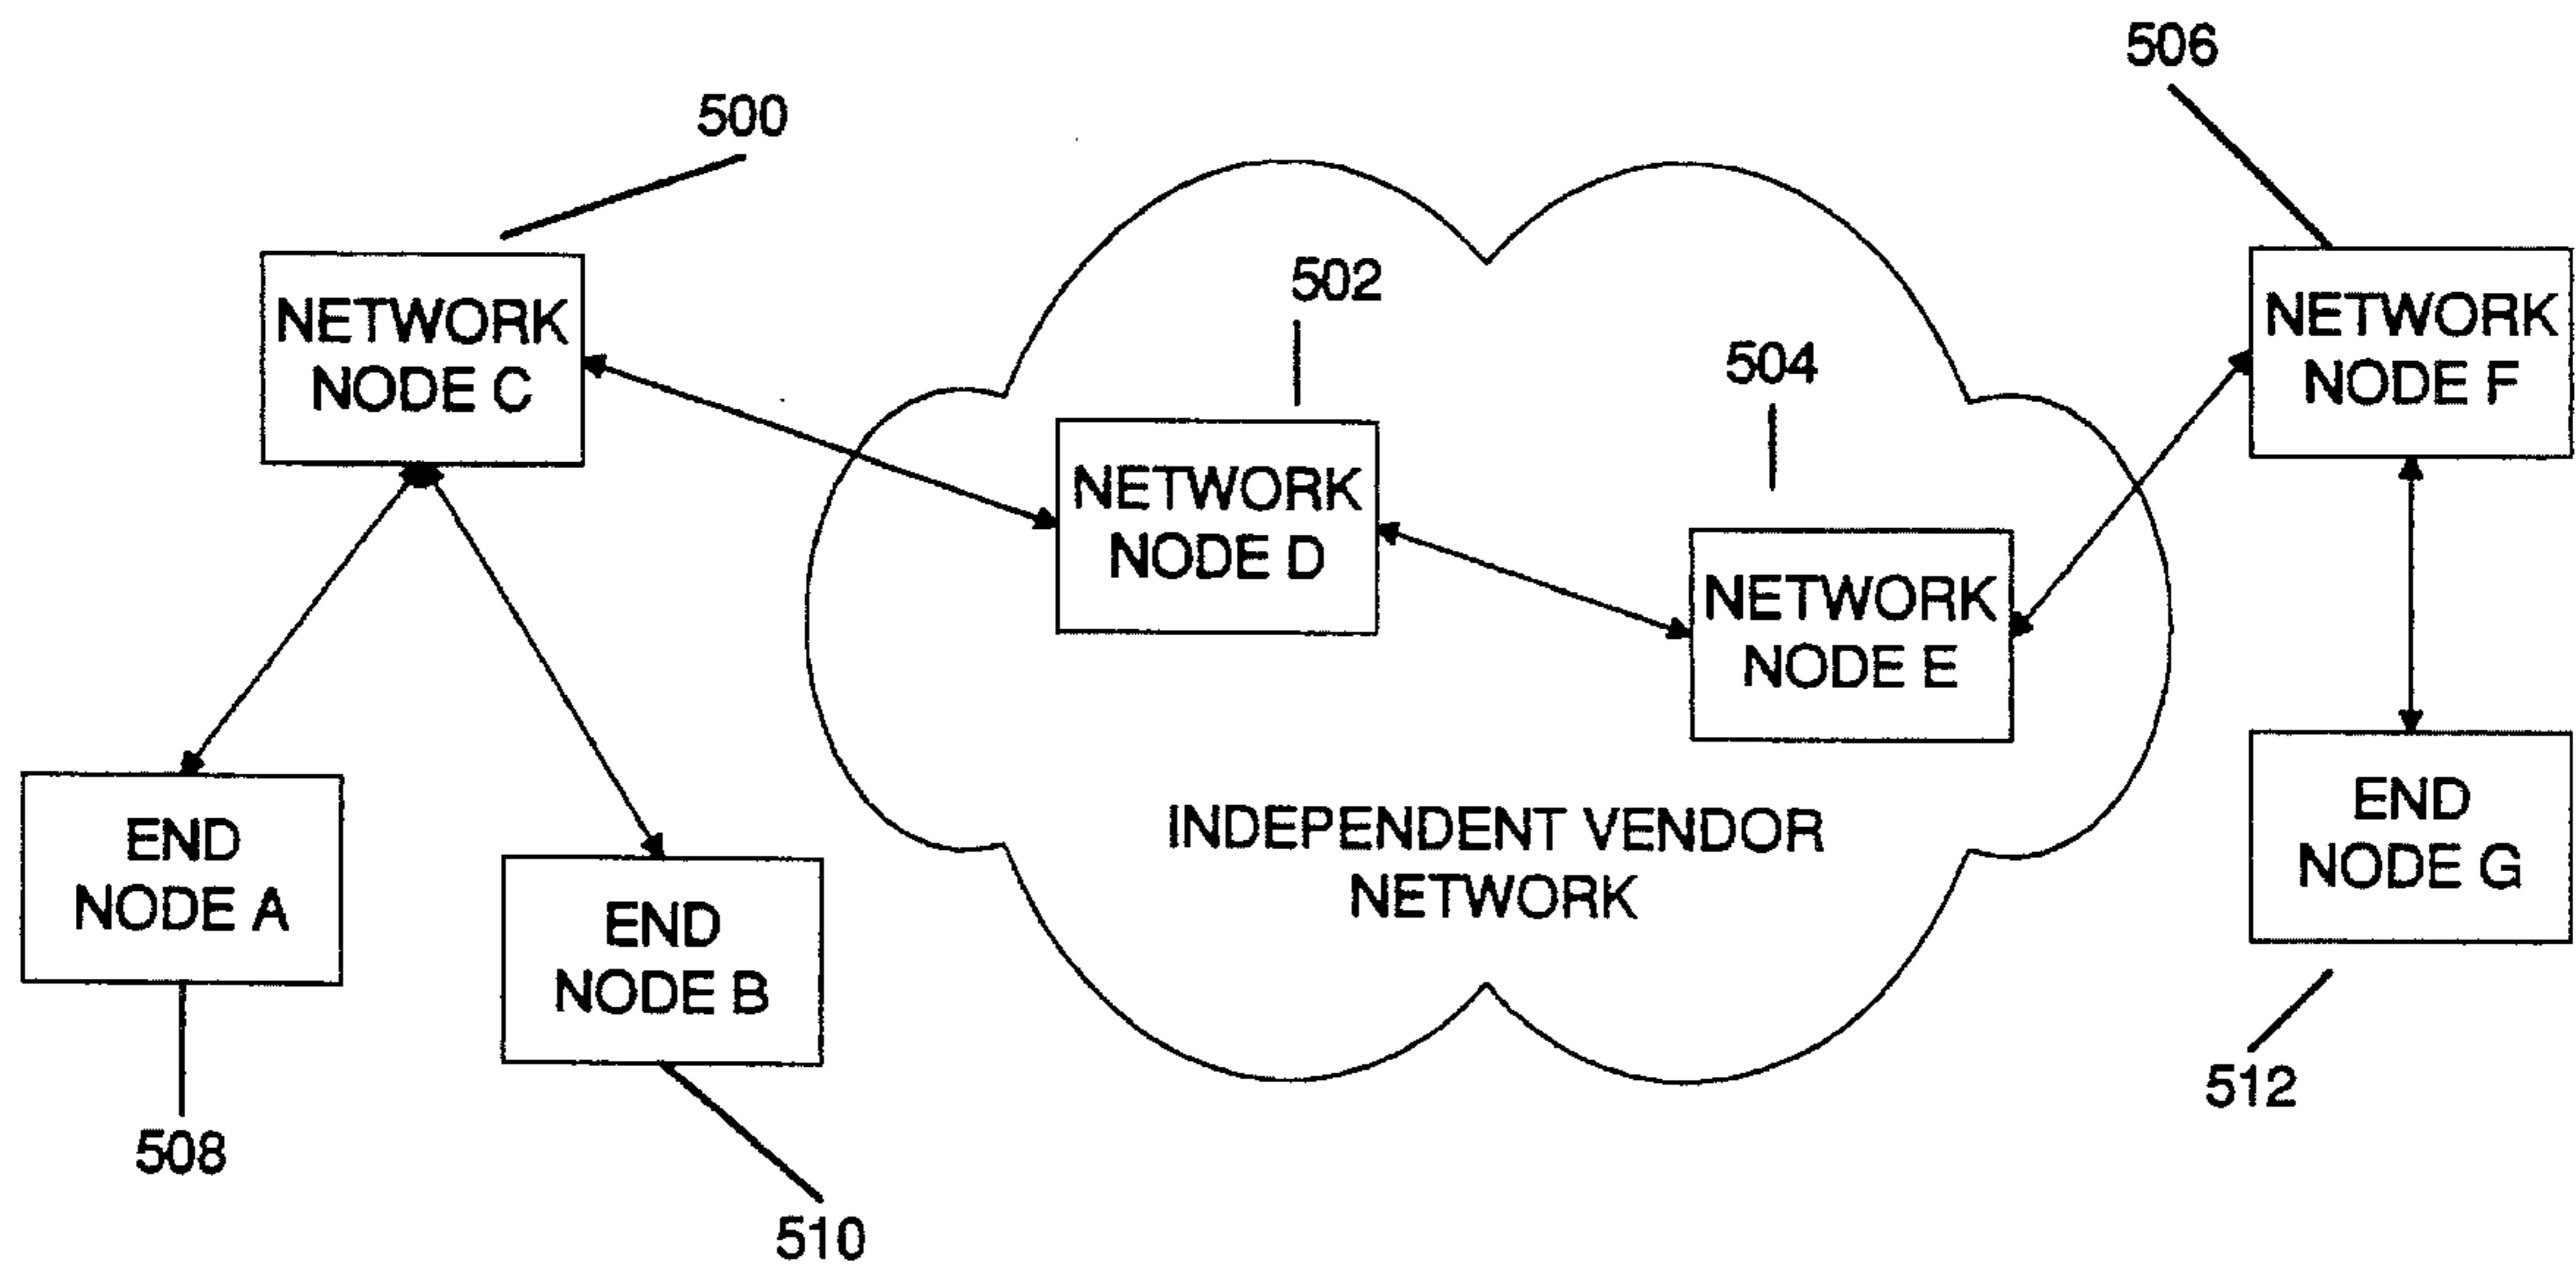 506
500
502
504
NETWORK
NODE C
NETWORK
NODE F
NETWORK
NODE D
NETWORK
NODE E
END
NODE A
END
NODE B
INDEPENDENT VENDOR
NETWORK
END
NODE G
508
510
512